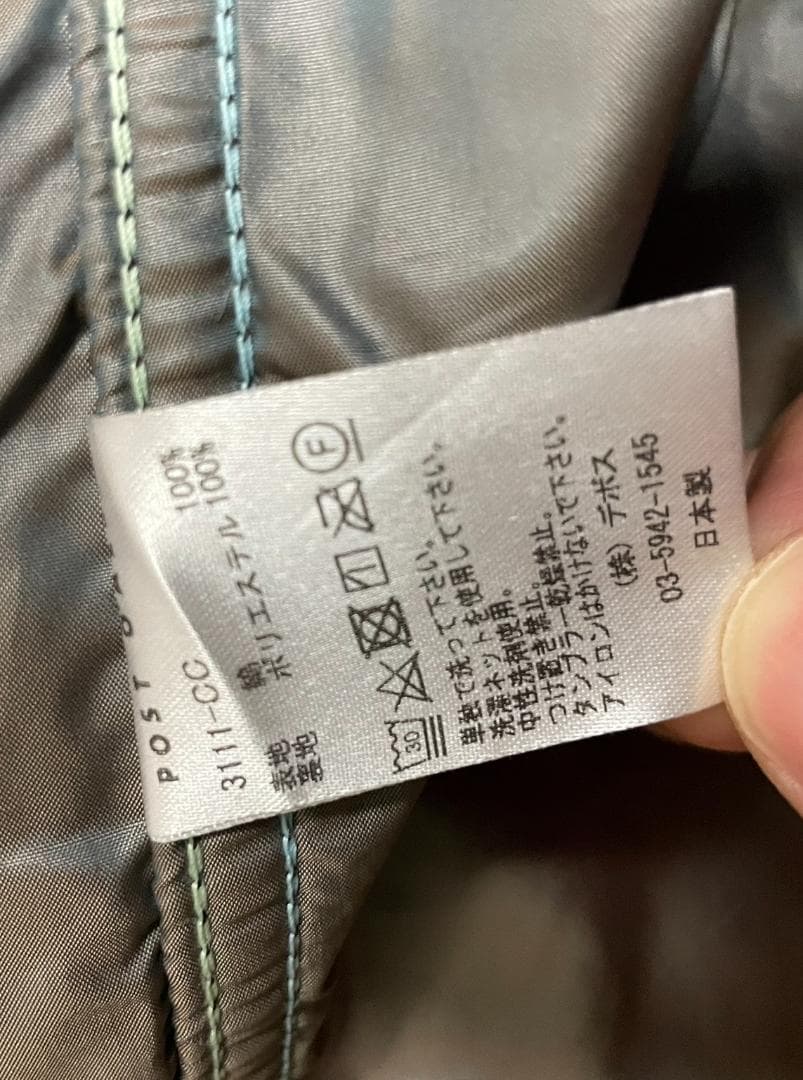 POST
3111-CC
表地 綿 100%
裏地 ポリエステル 100%
30
F
単独で洗って下さい。
洗濯ネットを使用して下さい。
中性洗剤使用。
つけ置き禁止。
タンブラー乾燥禁止。
アイロンはかけないで下さい。
(株) デポス
03-5942-1545
日本製